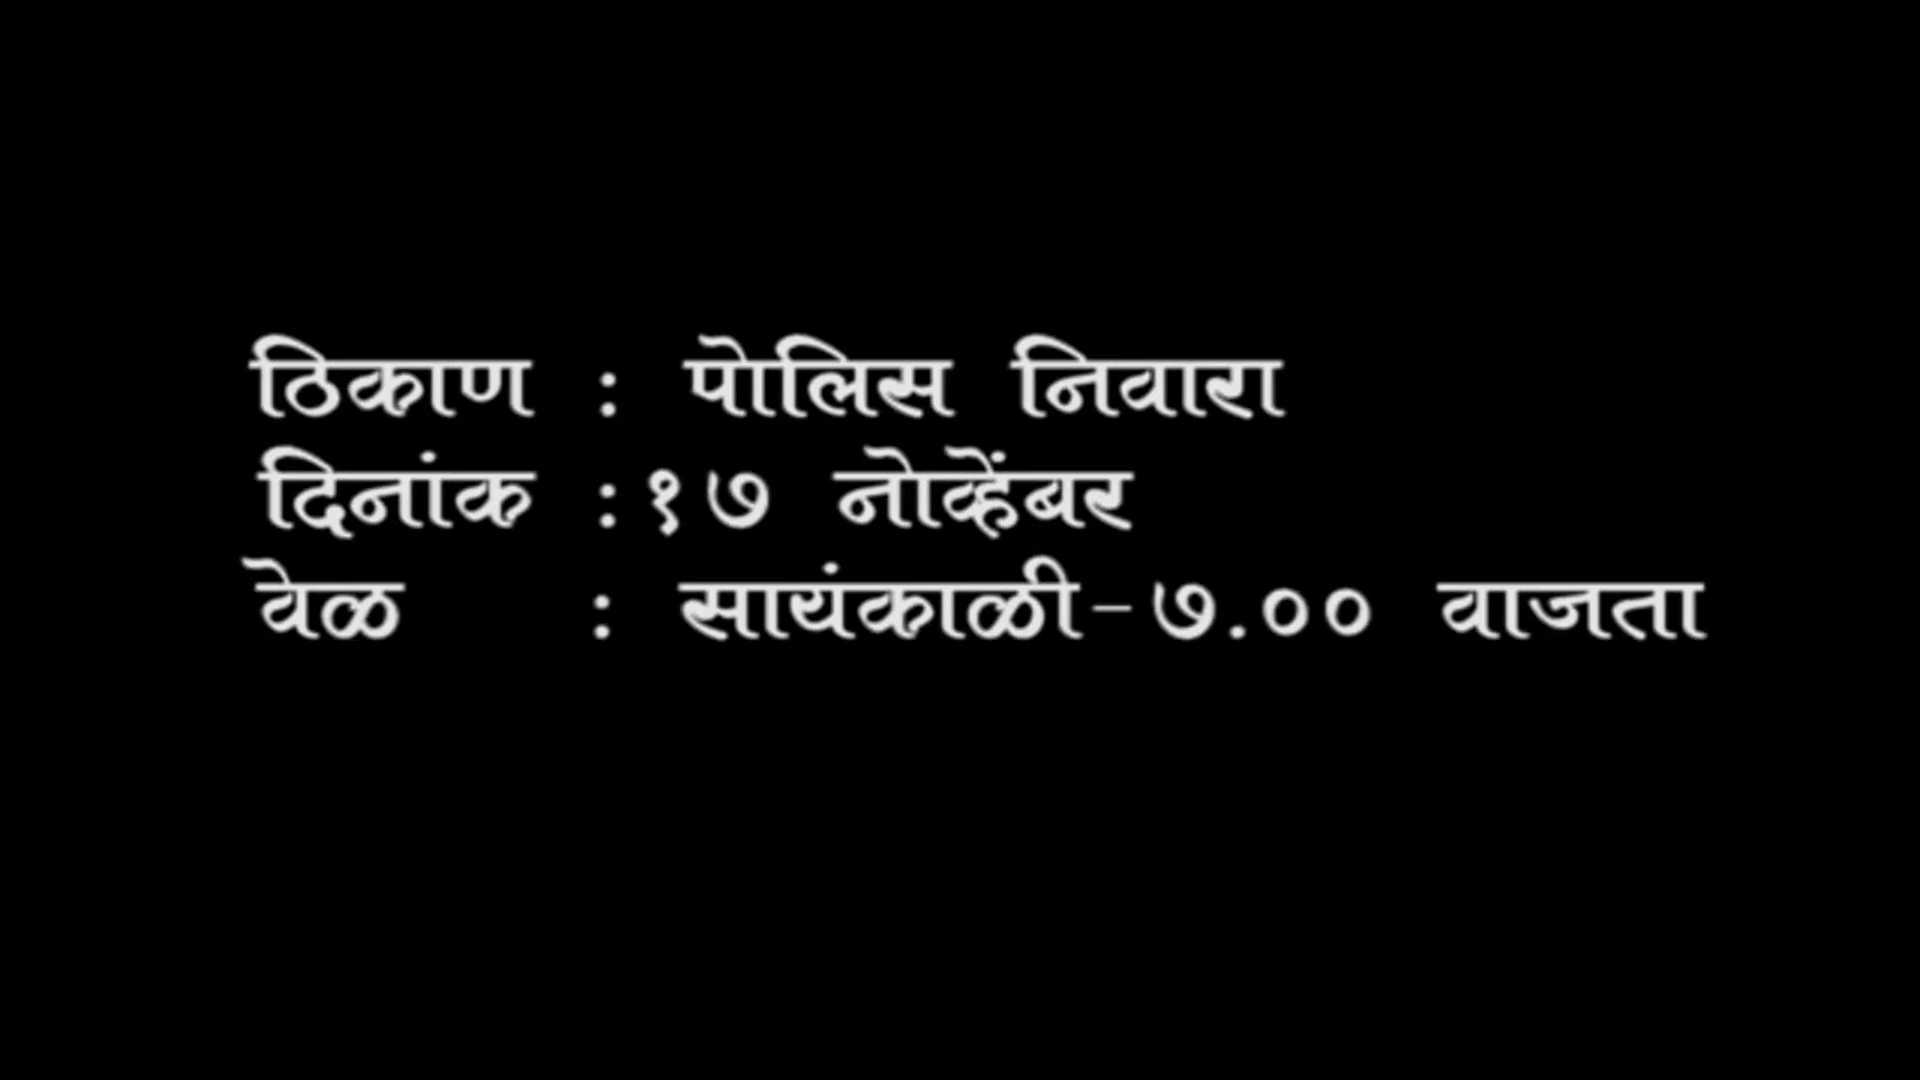 ठिकाण : पोलिस निवारा
दिनांक :१७ नोव्हेंबर
वेळ : सायंकाळी-७.०० वाजता